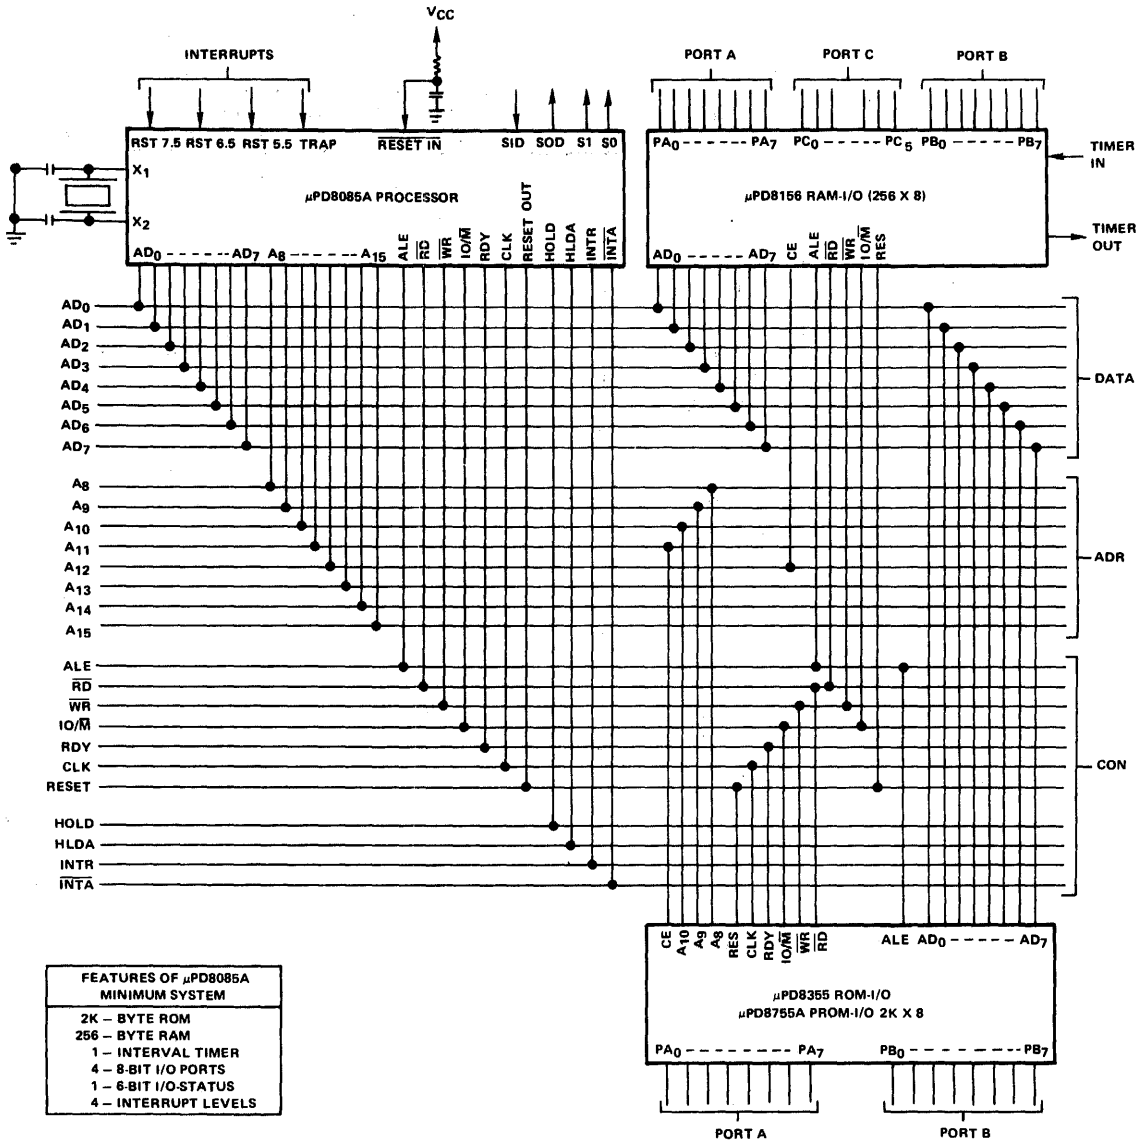 VCC
INTERRUPTS
PORT A PORT C PORT B
RST 7.5 RST 6.5 RST 5.5 TRAP RESET IN SID SOD S1 S0
PA0 PA7 PC0 PC5 PB0 PB7
TIMER IN
X1
μPD8085A PROCESSOR
μPD8156 RAM-I/O (256 X 8)
X2
TIMER OUT
AD0 AD7 A8 A15 ALE RD WR IO/M RDY CLK RESET OUT HOLD HLDA INTR INTA
AD0 AD7 CE ALE RD WR IO/M RES
AD0
AD1
AD2
AD3
AD4
AD5
AD6
AD7
DATA
A8
A9
A10
A11
A12
A13
A14
A15
ADR
ALE
RD
WR
IO/M
RDY
CLK
RESET
HOLD
HLDA
INTR
INTA
CON
CE A10 A9 A8 RES CLK RDY IO/M WR RD ALE AD0 AD7
μPD8355 ROM-I/O
μPD8755A PROM-I/O 2K X 8
PA0 PA7 PB0 PB7
PORT A PORT B
FEATURES OF μPD8085A
MINIMUM SYSTEM
2K – BYTE ROM
256 – BYTE RAM
1 – INTERVAL TIMER
4 – 8-BIT I/O PORTS
1 – 6-BIT I/O-STATUS
4 – INTERRUPT LEVELS